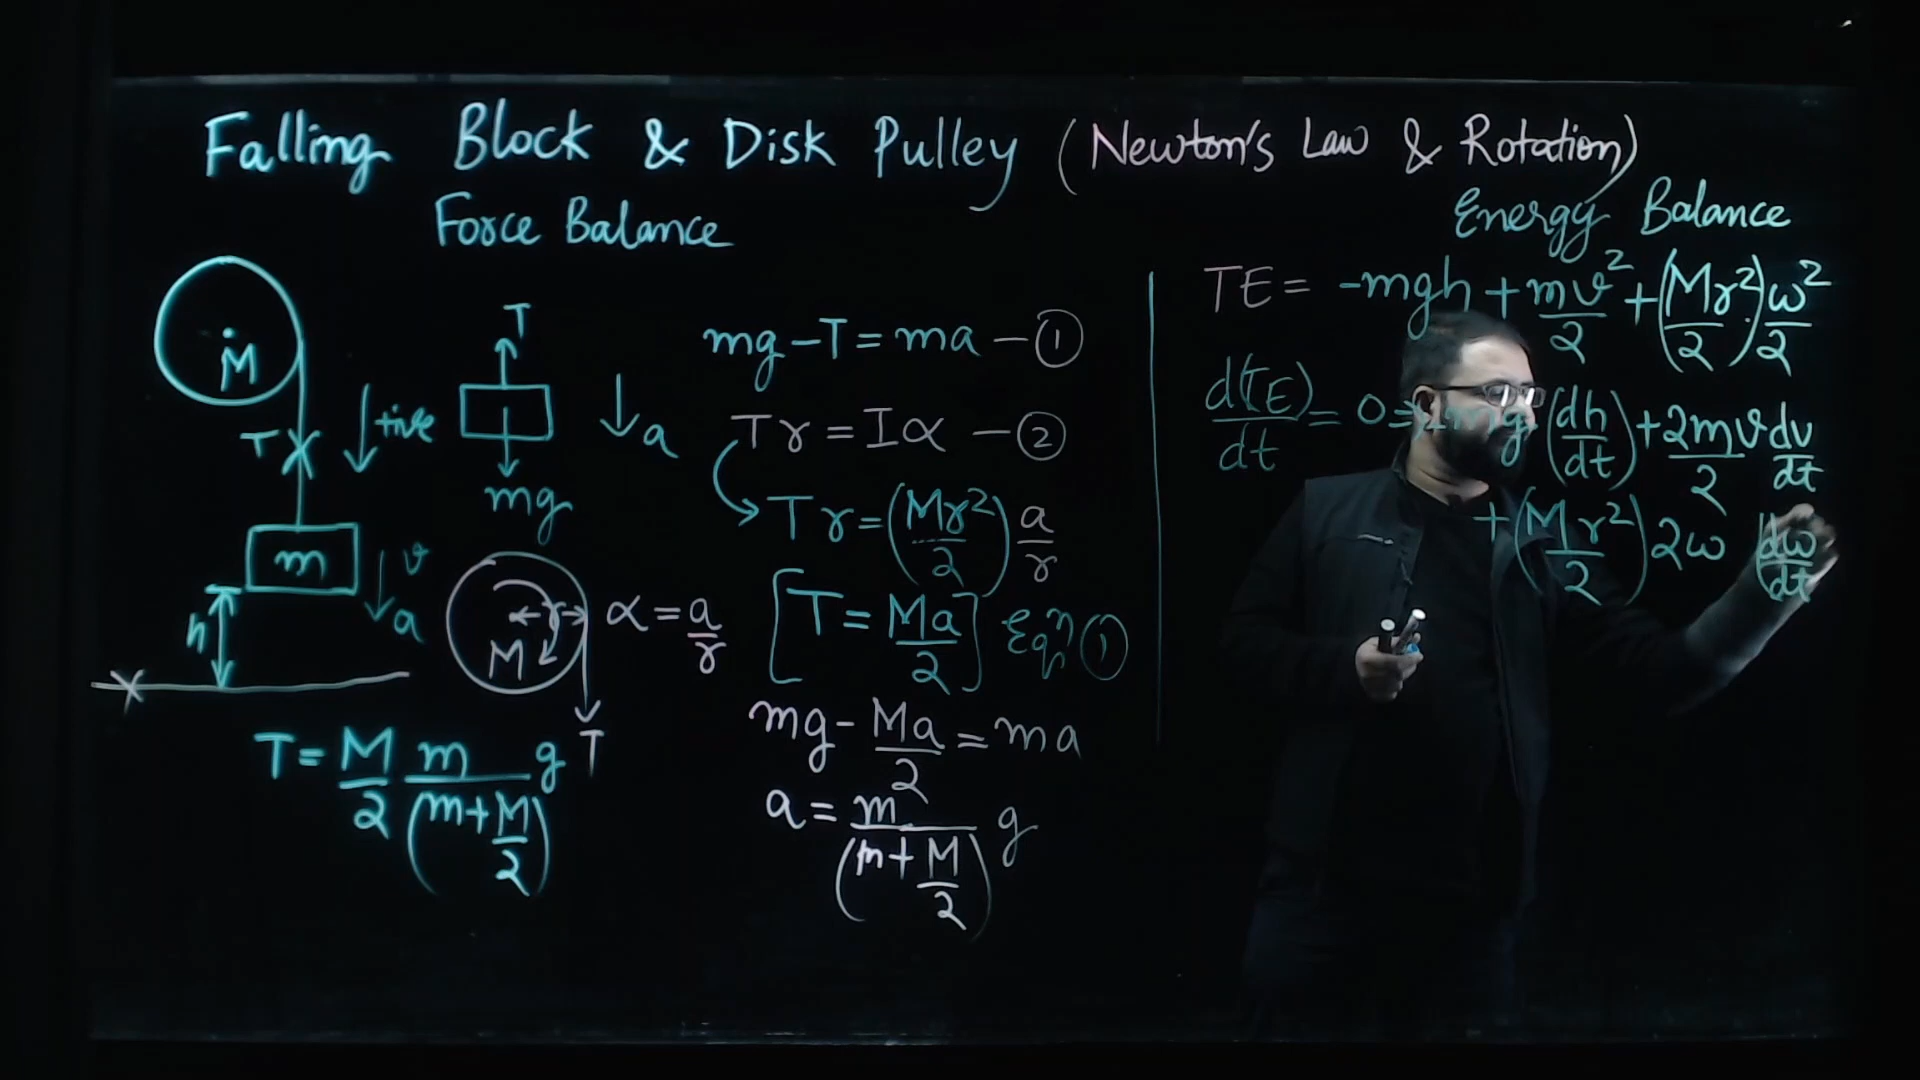 Falling Block & Disk Pulley (Newton's Law & Rotation)
Force Balance
Energy Balance
M
T
+ive
m
v
a
h
T
mg
a
M
r
α = a/r
T
T = M/2 m/(m+M/2) g
mg - T = ma - ①
Tr = Iα - ②
Tr = (Mr²/2) a/r
[T = Ma/2] Eqⁿ ①
mg - Ma/2 = ma
a = m/(m+M/2) g
TE = -mgh + mv²/2 + (Mr²/2) ω²/2
d(TE)/dt = 0 = mg (dh/dt) + 2mv/2 dv/dt
+ (Mr²/2) 2ω dω/dt